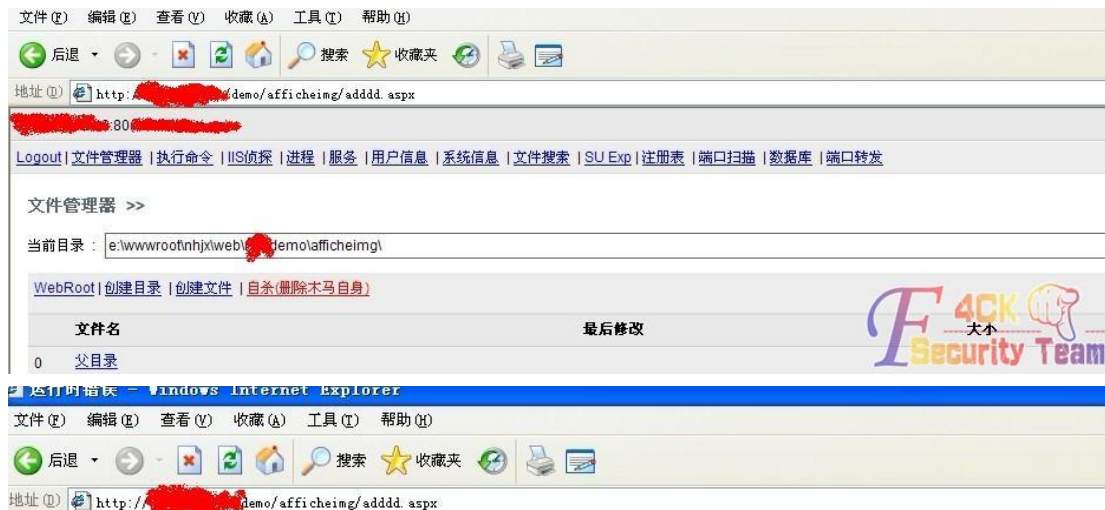 文件(F) 编辑(E) 查看(V) 收藏(A) 工具(T) 帮助(H)
后退 搜索 收藏夹
地址(D) http:/ /demo/afficheimg/adddd.aspx
:80
Logout | 文件管理器 | 执行命令 | IIS侦探 | 进程 | 服务 | 用户信息 | 系统信息 | 文件搜索 | SU Exp | 注册表 | 端口扫描 | 数据库 | 端口转发
文件管理器 >>
当前目录 : e:\wwwroot\nhjx\web\ demo\afficheimg\
WebRoot | 创建目录 | 创建文件 | 自杀(删除木马自身)
文件名 最后修改 大小
F4CK
Security Team
0 父目录
运行时错误 - Windows Internet Explorer
文件(F) 编辑(E) 查看(V) 收藏(A) 工具(T) 帮助(H)
后退 搜索 收藏夹
地址(D) http:// demo/afficheimg/adddd.aspx